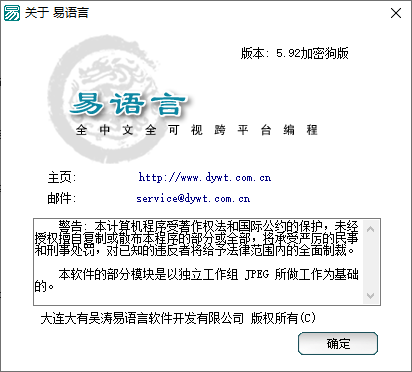 关于 易语言
版本: 5.92加密狗版
易语言
全中文全可视跨平台编程
主页: http://www.dywt.com.cn
邮件: service@dywt.com.cn
警告: 本计算机程序受著作权法和国际公约的保护，未经
授权擅自复制或散布本程序的部分或全部，将承受严厉的民事
和刑事处罚，对已知的违反者将给予法律范围内的全面制裁。
本软件的部分模块是以独立工作组 JPEG 所做工作为基础
的。
大连大有吴涛易语言软件开发有限公司 版权所有(C)
确定